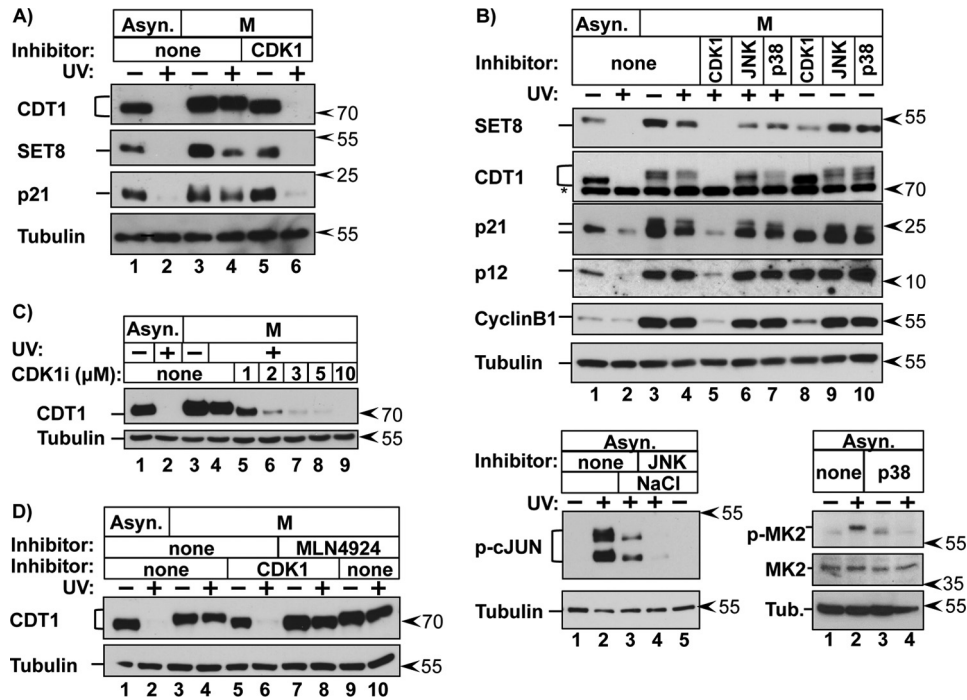 A)
Asyn. M
Inhibitor: none CDK1
UV: – + – + – +
CDT1 70
SET8 55
p21 25
Tubulin 55
1 2 3 4 5 6
B)
Asyn. M
Inhibitor: none CDK1 JNK p38 CDK1 JNK p38
UV: – + – + + + + – – –
SET8 55
CDT1
* 70
p21 25
p12 10
CyclinB1 55
Tubulin 55
1 2 3 4 5 6 7 8 9 10
Asyn.
Inhibitor: none JNK
NaCl
UV: – + + + –
55
p-cJUN
Tubulin 55
1 2 3 4 5
Asyn.
none p38
– + – +
p-MK2 55
MK2 35
Tub. 55
1 2 3 4
C)
Asyn. M
UV: – + – +
CDK1i (μM): none 1 2 3 5 10
CDT1 70
Tubulin 55
1 2 3 4 5 6 7 8 9
D)
Asyn. M
Inhibitor: none MLN4924
Inhibitor: none CDK1 none
UV: – + – + – + – + – +
CDT1 70
Tubulin 55
1 2 3 4 5 6 7 8 9 10